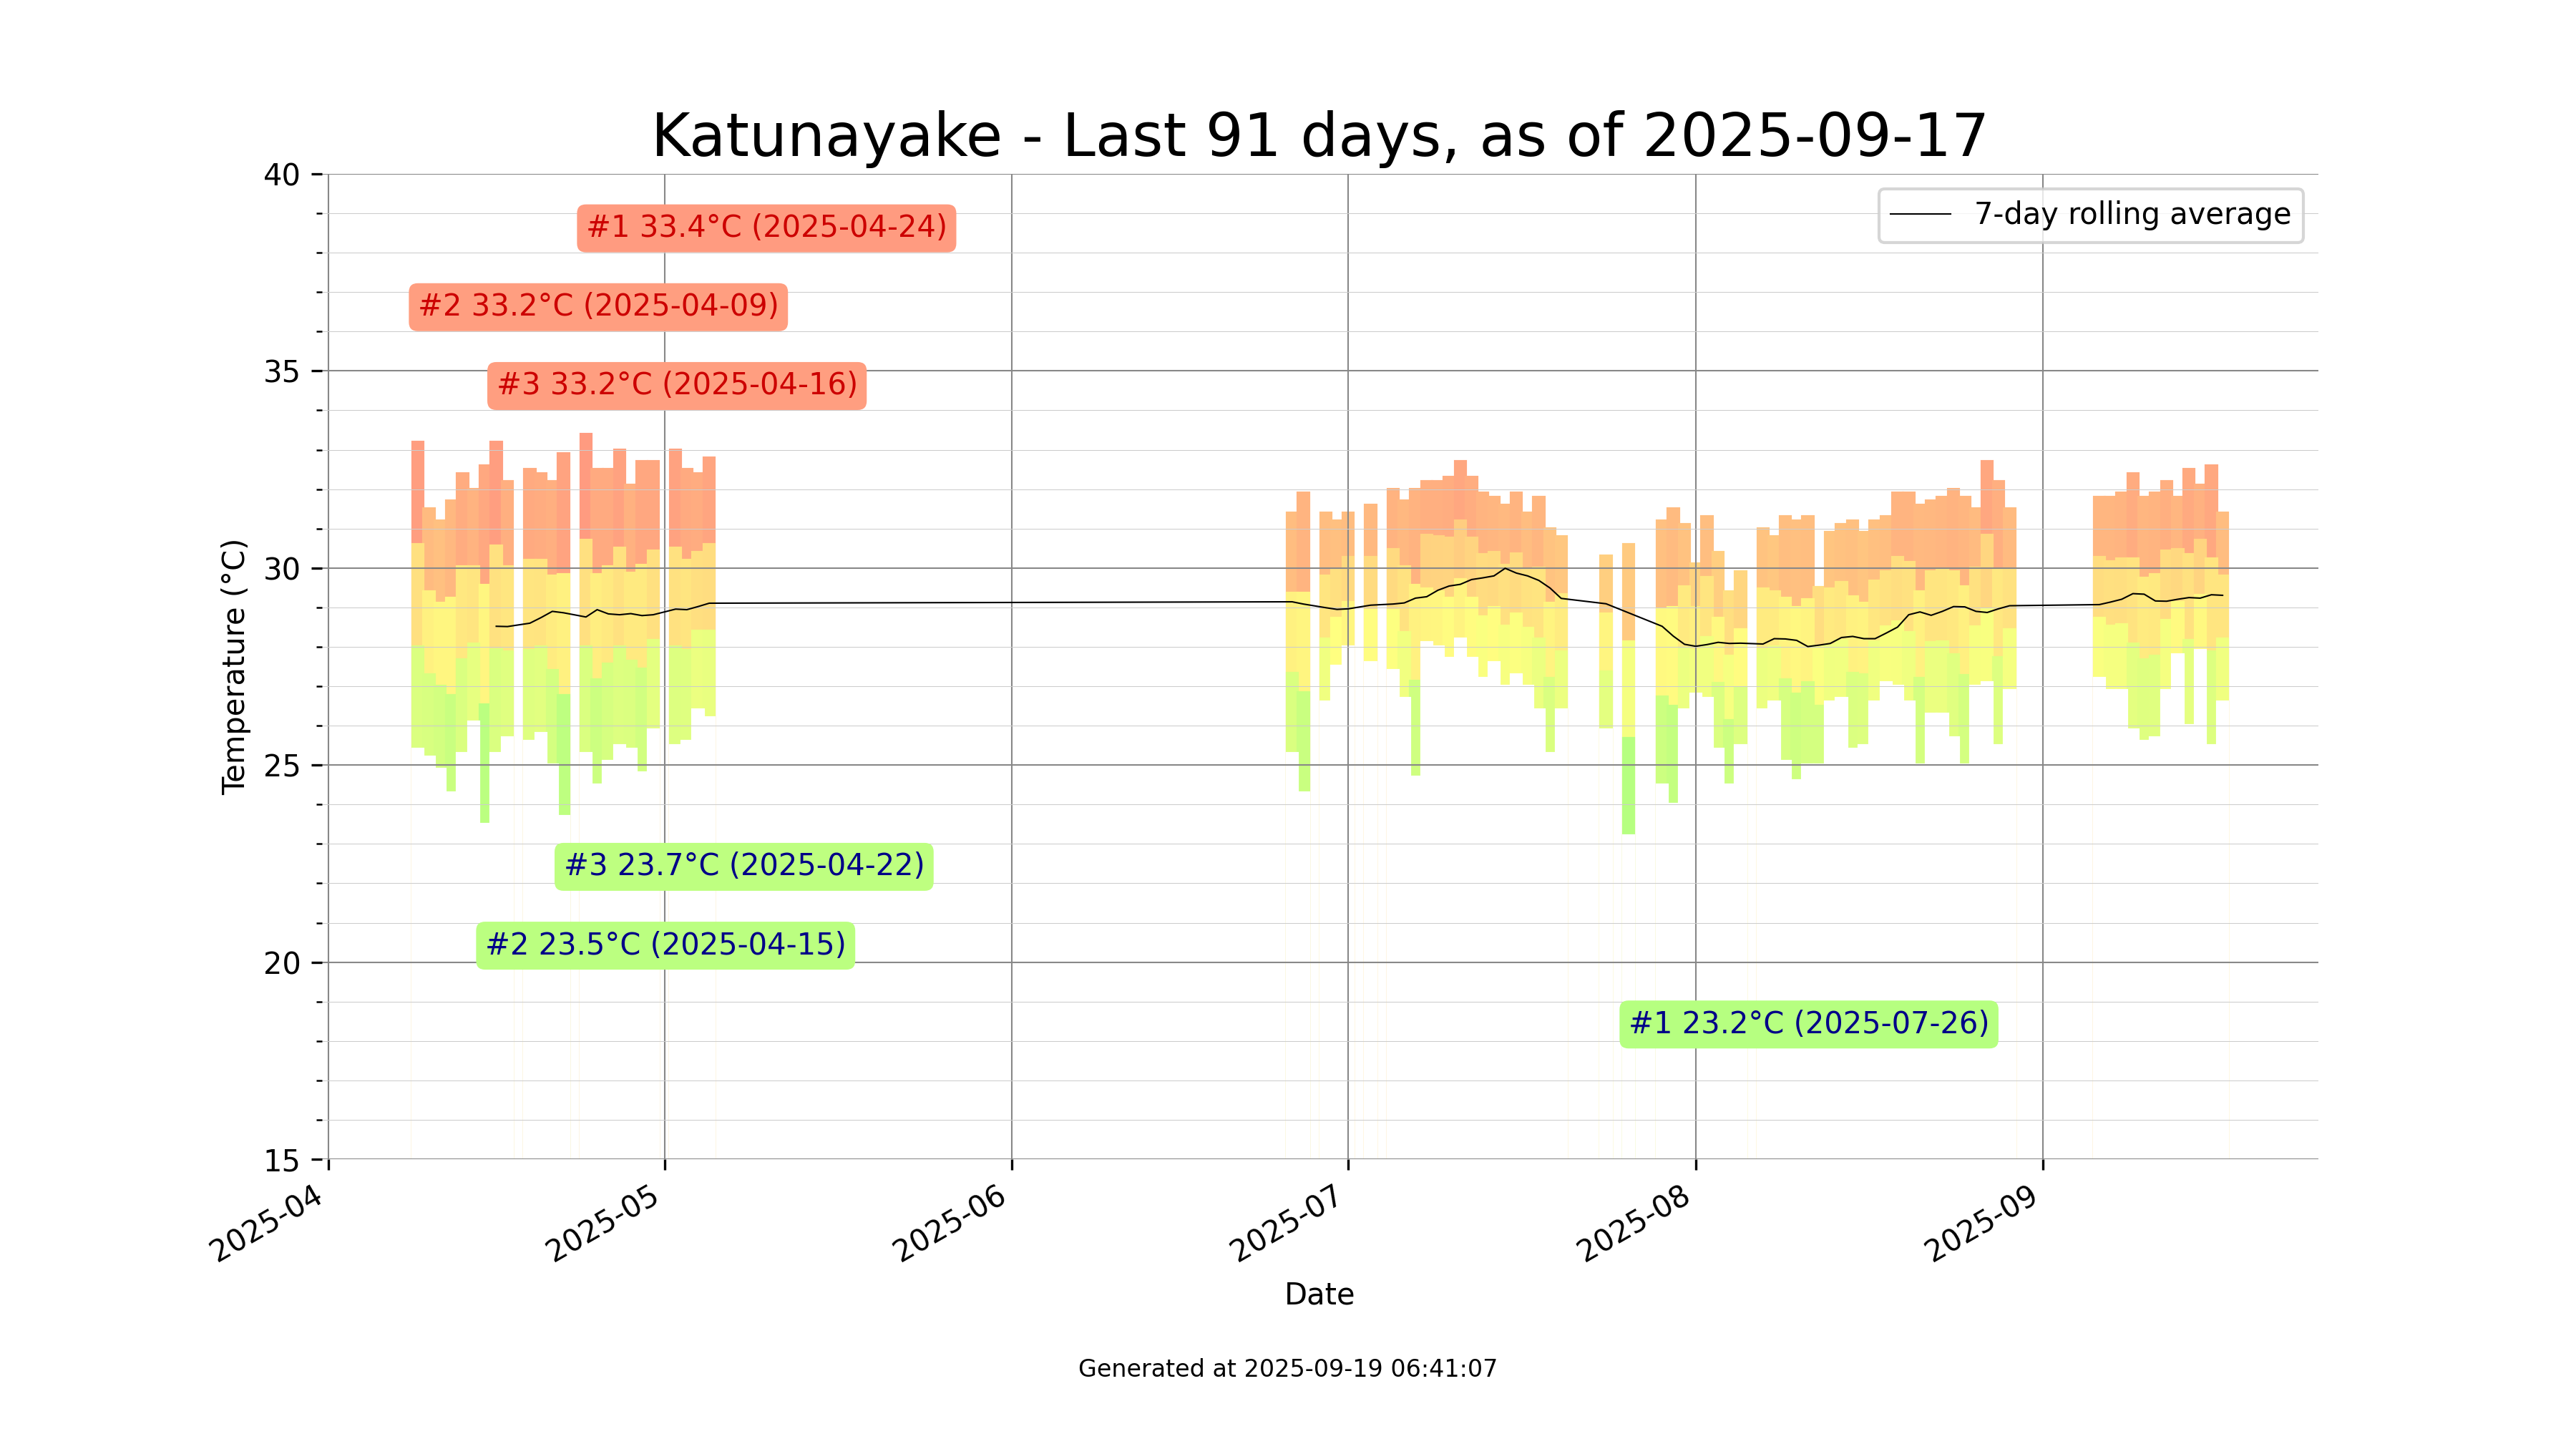 Katunayake - Last 91 days, as of 2025-09-17
40
7-day rolling average
#1 33.4°C (2025-04-24)
#2 33.2°C (2025-04-09)
35
#3 33.2°C (2025-04-16)
30
Temperature (°C)
25
#3 23.7°C (2025-04-22)
#2 23.5°C (2025-04-15)
20
#1 23.2°C (2025-07-26)
15
2025-04
2025-05
2025-06
2025-07
2025-08
2025-09
Date
Generated at 2025-09-19 06:41:07